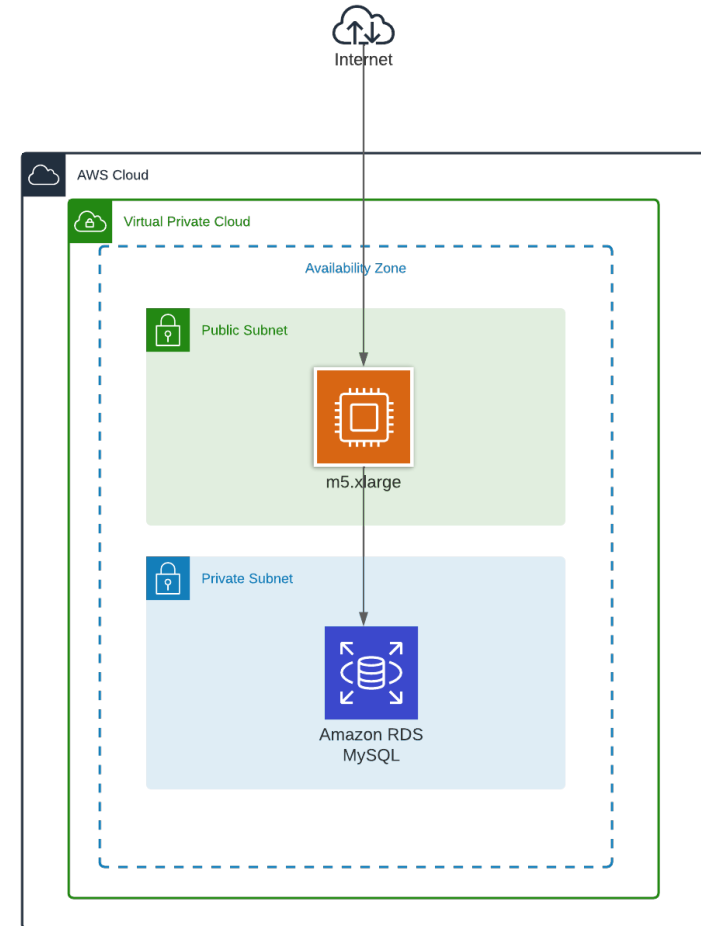 Internet
AWS Cloud
Virtual Private Cloud
Availability Zone
Public Subnet
m5.xlarge
Private Subnet
Amazon RDS
MySQL